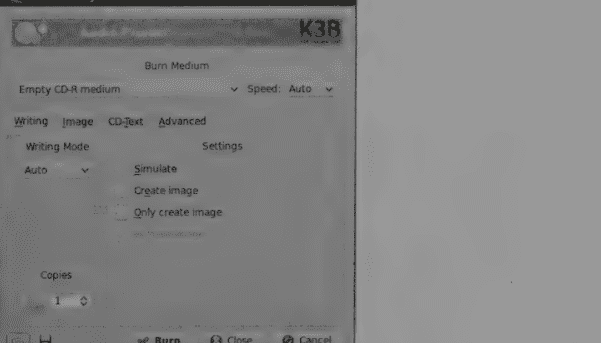 K3B
Burn Medium
Empty CD-R medium Speed: Auto
Writing Image CD-Text Advanced
Writing Mode Settings
Auto Simulate
Create image
Only create image
Copies
1
Burn Close Cancel